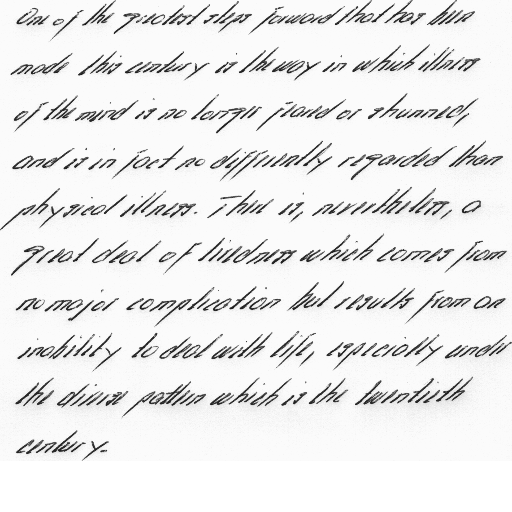 One of the greatest steps forward that has been
made this century is the way in which illness
of the mind is no longer feared or shunned,
and is in fact no differently regarded than
physical illness. There is, nevertheless, a
great deal of tiredness which comes from
no major complication but results from an
inability to deal with life, especially under
the diverse pattern which is the twentieth
century.